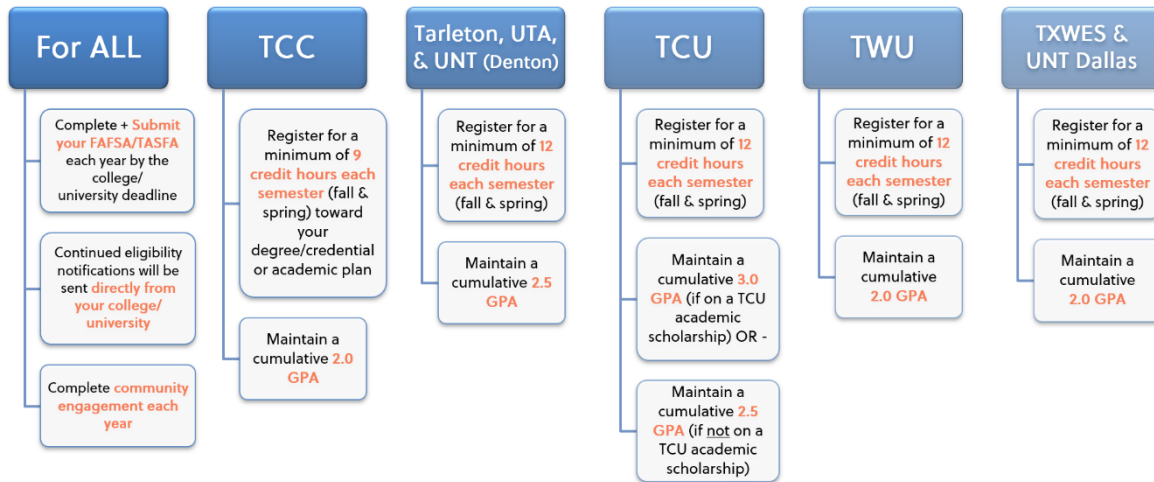 For ALL
Complete + Submit
your FAFSA/TASFA
each year by the
college/
university deadline
Continued eligibility
notifications will be
sent directly from
your college/
university
Complete community
engagement each
year
TCC
Register for a
minimum of 9
credit hours each
semester (fall &
spring) toward
your
degree/credential
or academic plan
Maintain a
cumulative 2.0
GPA
Tarleton, UTA,
& UNT (Denton)
Register for a
minimum of 12
credit hours
each semester
(fall & spring)
Maintain a
cumulative 2.5
GPA
TCU
Register for a
minimum of 12
credit hours
each semester
(fall & spring)
Maintain a
cumulative 3.0
GPA (if on a TCU
academic
scholarship) OR -
Maintain a
cumulative 2.5
GPA (if not on a
TCU academic
scholarship)
TWU
Register for a
minimum of 12
credit hours
each semester
(fall & spring)
Maintain a
cumulative
2.0 GPA
TXWES &
UNT Dallas
Register for a
minimum of 12
credit hours
each semester
(fall & spring)
Maintain a
cumulative
2.0 GPA